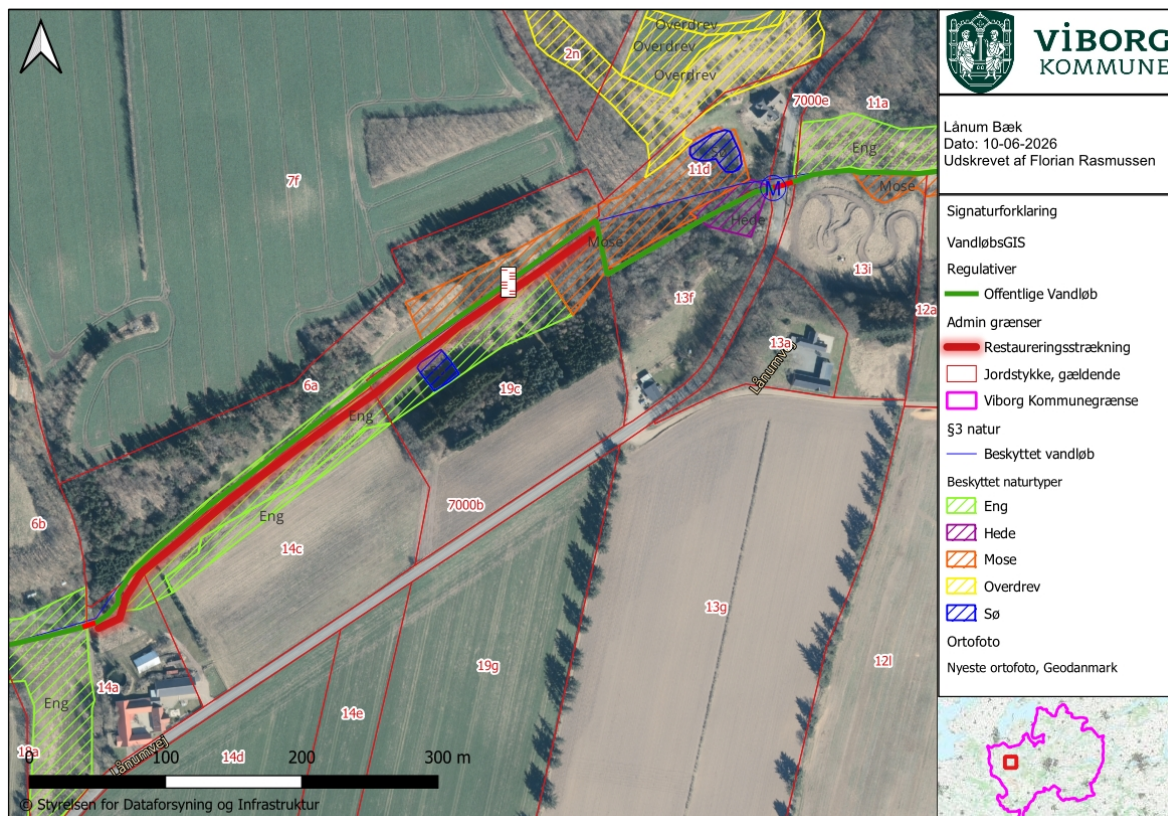 VIBORG
KOMMUNE
Lånum Bæk
Dato: 10-06-2026
Udskrevet af Florian Rasmussen
Signaturforklaring
VandløbsGIS
Regulativer
Offentlige Vandløb
Admin grænser
Restaureringsstrækning
Jordstykke, gældende
Viborg Kommunegrænse
§3 natur
Beskyttet vandløb
Beskyttet naturtyper
Eng
Hede
Mose
Overdrev
Sø
Ortofoto
Nyeste ortofoto, Geodanmark
Overdrev
2n
Overdrev
Overdrev
7000e
11a
Eng
11d
7f
M
Mose
Hede
Mose
13i
13f
12a
13a
Lånumvej
6a
19c
Eng
7000b
6b
Eng
14c
13g
19g
12l
14a
Eng
14e
18a
Lånumvej
14d
0 100 200 300 m
© Styrelsen for Dataforsyning og Infrastruktur